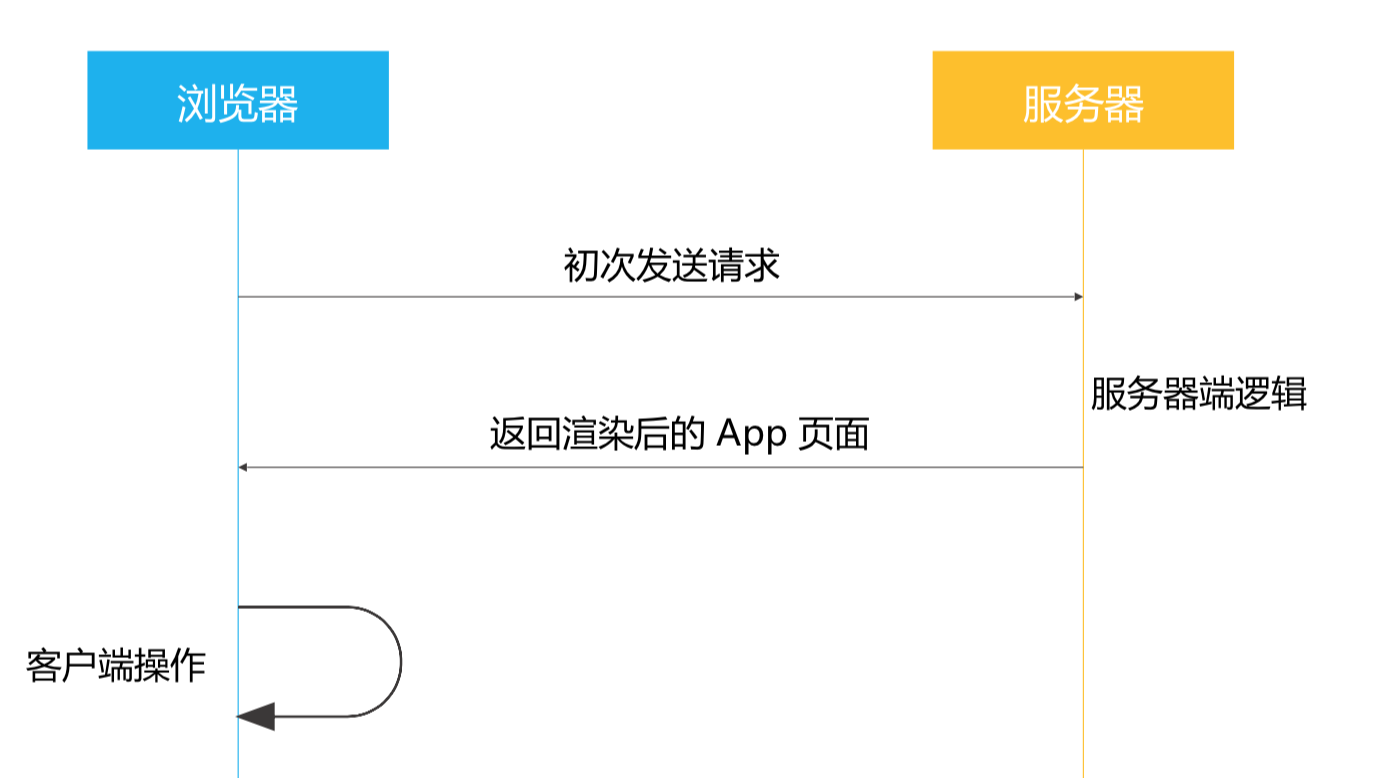 浏览器
服务器
初次发送请求
服务器端逻辑
返回渲染后的 App 页面
客户端操作